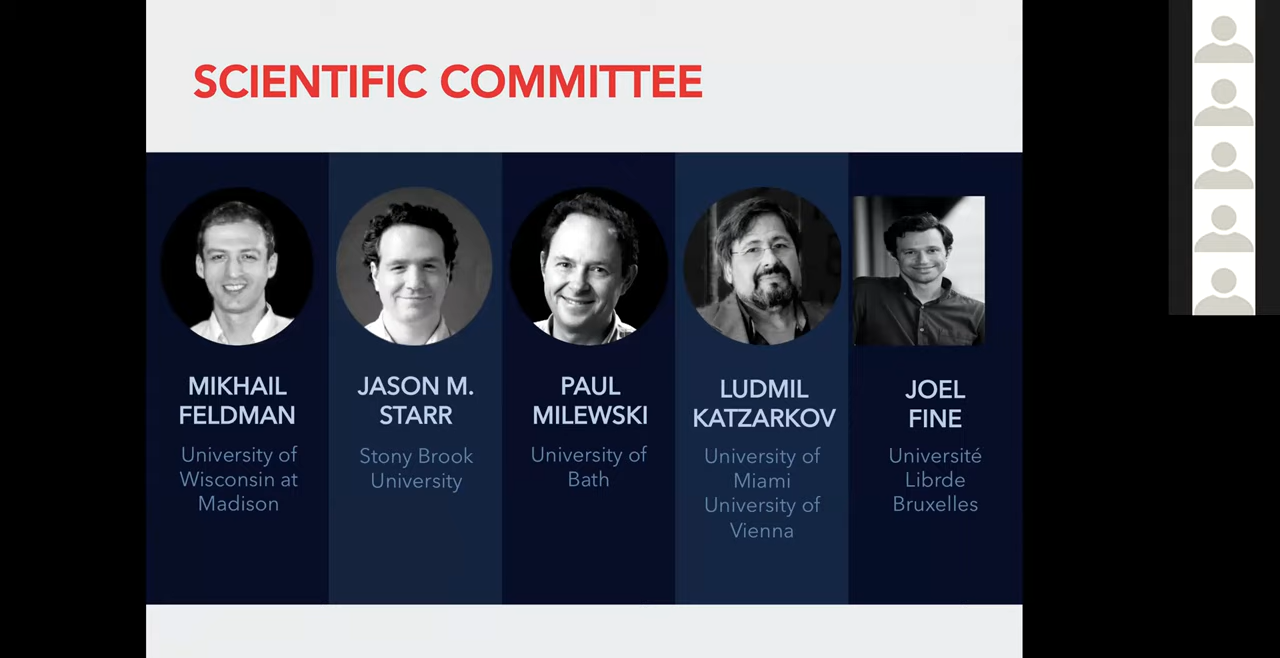 SCIENTIFIC COMMITTEE
MIKHAIL
FELDMAN
University of
Wisconsin at
Madison
JASON M.
STARR
Stony Brook
University
PAUL
MILEWSKI
University of
Bath
LUDMIL
KATZARKOV
University of
Miami
University of
Vienna
JOEL
FINE
Université
Librde
Bruxelles